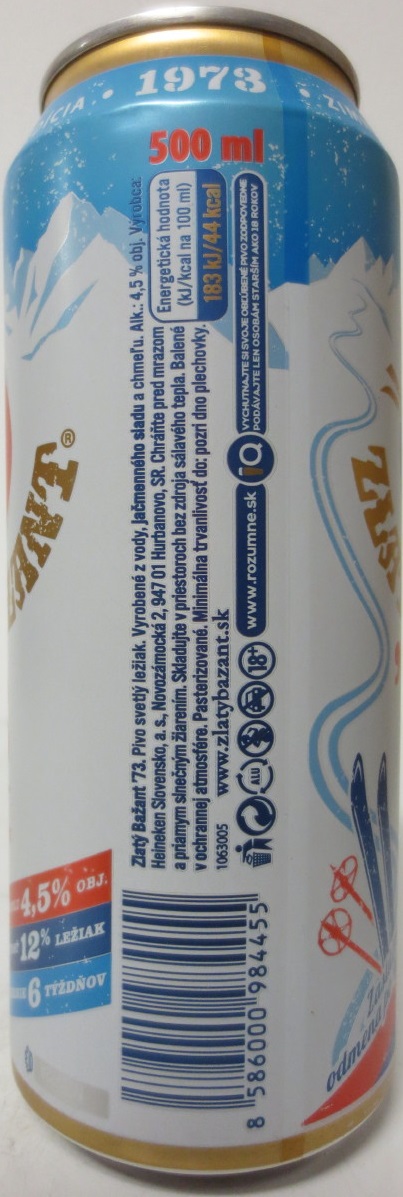 1973
500 ml
Zlatý Bažant '73. Pivo svetlý ležiak. Vyrobené z vody, jačmenného sladu a chmeľu. Alk.: 4,5 % obj. Výrobca:
Heineken Slovensko, a. s., Novozámocká 2, 947 01 Hurbanovo, SR. Chráňte pred mrazom
a priamym slnečným žiarením. Skladujte v priestoroch bez zdroja sálavého tepla. Balené
v ochrannej atmosfére. Pasterizované. Minimálna trvanlivosť do: pozri dno plechovky.
1063005
www.zlatybazant.sk
Energetická hodnota
(kJ/kcal na 100 ml)
183 kJ/44 kcal
alu
18+
www.rozumne.sk
VYCHUTNAJTE SI SVOJE OBĽÚBENÉ PIVO ZODPOVEDNE
PODÁVAJTE LEN OSOBÁM STARŠÍM AKO 18 ROKOV
®
4,5% OBJ.
12% LEŽIAK
6 TÝŽDŇOV
8 586000 984455
odmena